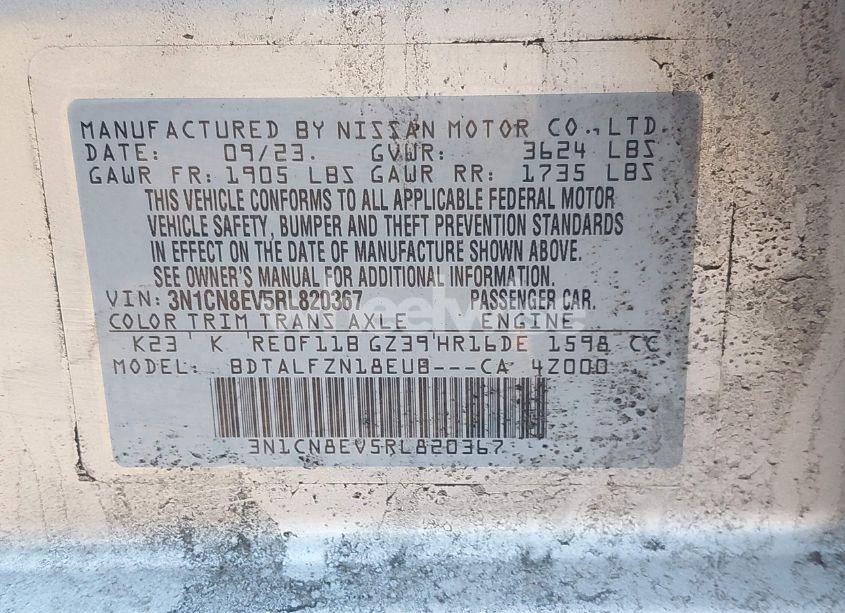 MANUFACTURED BY NISSAN MOTOR CO., LTD.
DATE: 09/23. GVWR: 3624 LBS
GAWR FR: 1905 LBS GAWR RR: 1735 LBS
THIS VEHICLE CONFORMS TO ALL APPLICABLE FEDERAL MOTOR
VEHICLE SAFETY, BUMPER AND THEFT PREVENTION STANDARDS
IN EFFECT ON THE DATE OF MANUFACTURE SHOWN ABOVE.
SEE OWNER'S MANUAL FOR ADDITIONAL INFORMATION.
VIN: 3N1CN8EV5RL820367 PASSENGER CAR.
COLOR TRIM TRANS AXLE ENGINE
K23 K RE0F11B GZ39 HR16DE 1598 CC
MODEL: BDTALFZN18EUB---CA 4Z000
3N1CN8EV5RL820367